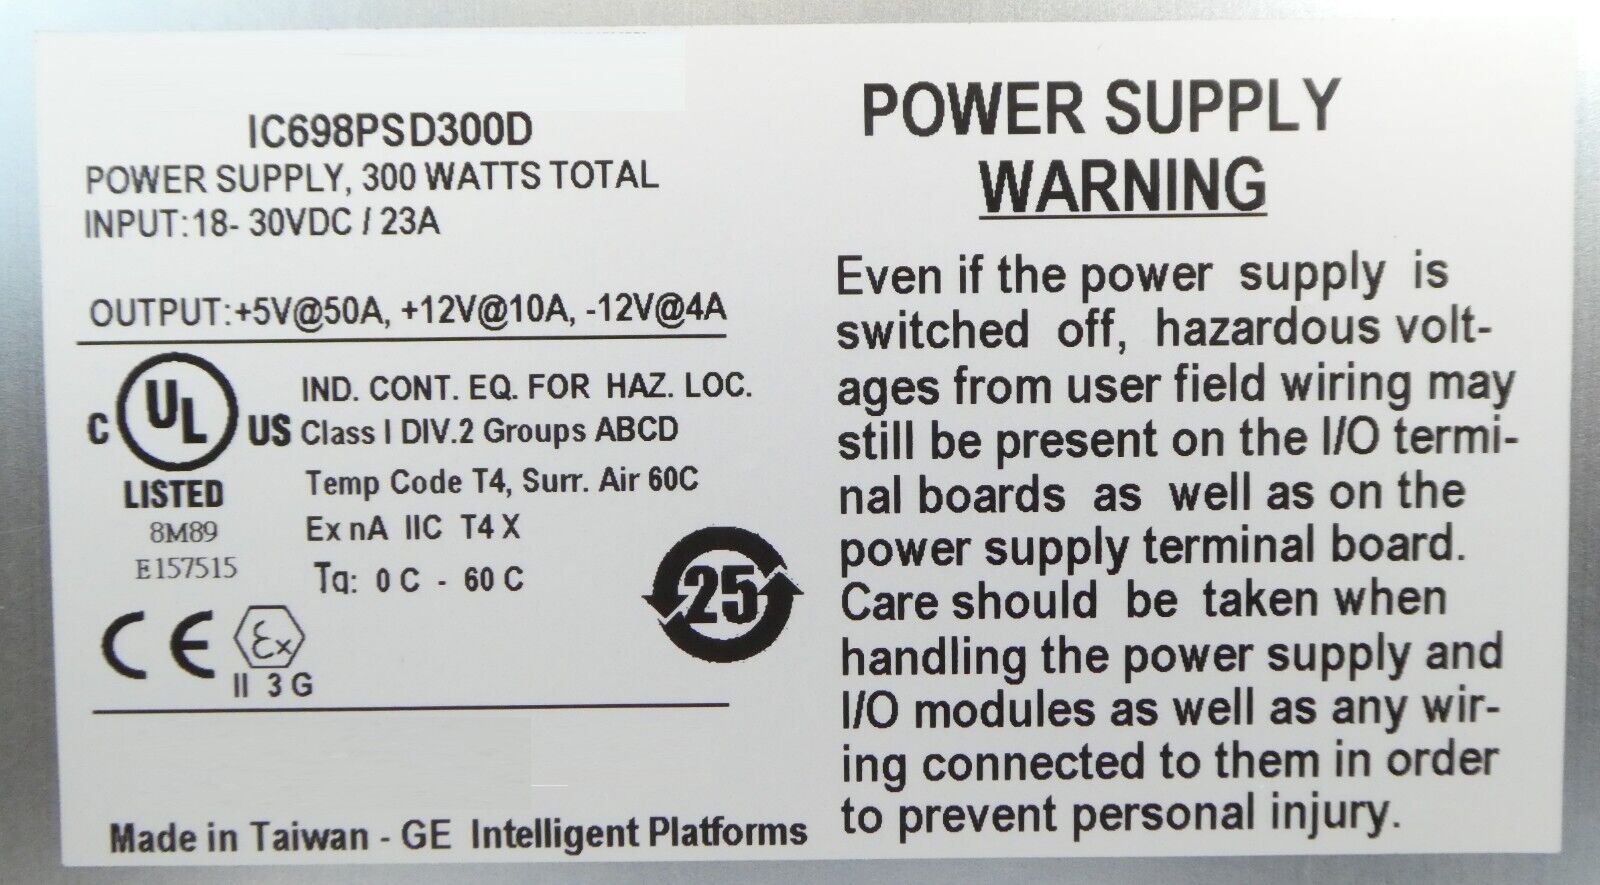 IC698PSD300D
POWER SUPPLY, 300 WATTS TOTAL
INPUT:18- 30VDC / 23A
OUTPUT:+5V@50A, +12V@10A, -12V@4A
C UL US
LISTED
8M89
E157515
IND. CONT. EQ. FOR HAZ. LOC.
Class I DIV.2 Groups ABCD
Temp Code T4, Surr. Air 60C
Ex nA IIC T4 X
Ta: 0 C - 60 C
25
CE Ex
II 3 G
Made in Taiwan - GE Intelligent Platforms
POWER SUPPLY
WARNING
Even if the power supply is
switched off, hazardous volt-
ages from user field wiring may
still be present on the I/O termi-
nal boards as well as on the
power supply terminal board.
Care should be taken when
handling the power supply and
I/O modules as well as any wir-
ing connected to them in order
to prevent personal injury.